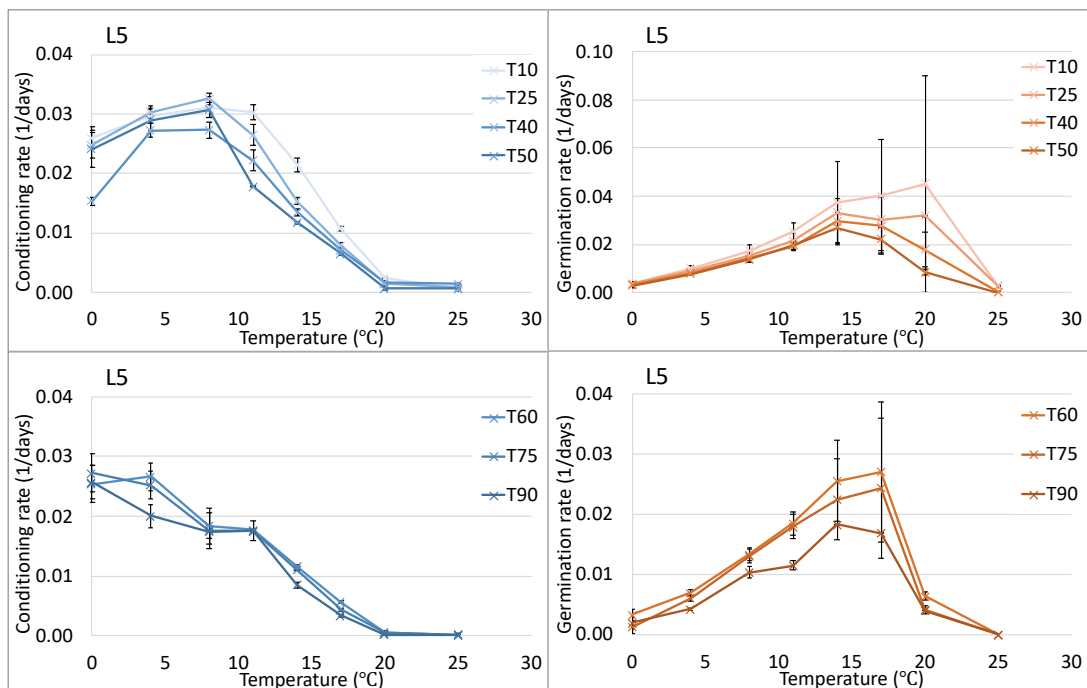 L5
Conditioning rate (1/days)
0.04
0.03
0.02
0.01
0.00
0 5 10 15 20 25 30
Temperature (℃)
T10
T25
T40
T50
L5
Germination rate (1/days)
0.10
0.08
0.06
0.04
0.02
0.00
0 5 10 15 20 25 30
Temperature (℃)
T10
T25
T40
T50
L5
Conditioning rate (1/days)
0.04
0.03
0.02
0.01
0.00
0 5 10 15 20 25 30
Temperature (℃)
T60
T75
T90
L5
Germination rate (1/days)
0.04
0.03
0.02
0.01
0.00
0 5 10 15 20 25 30
Temperature (℃)
T60
T75
T90